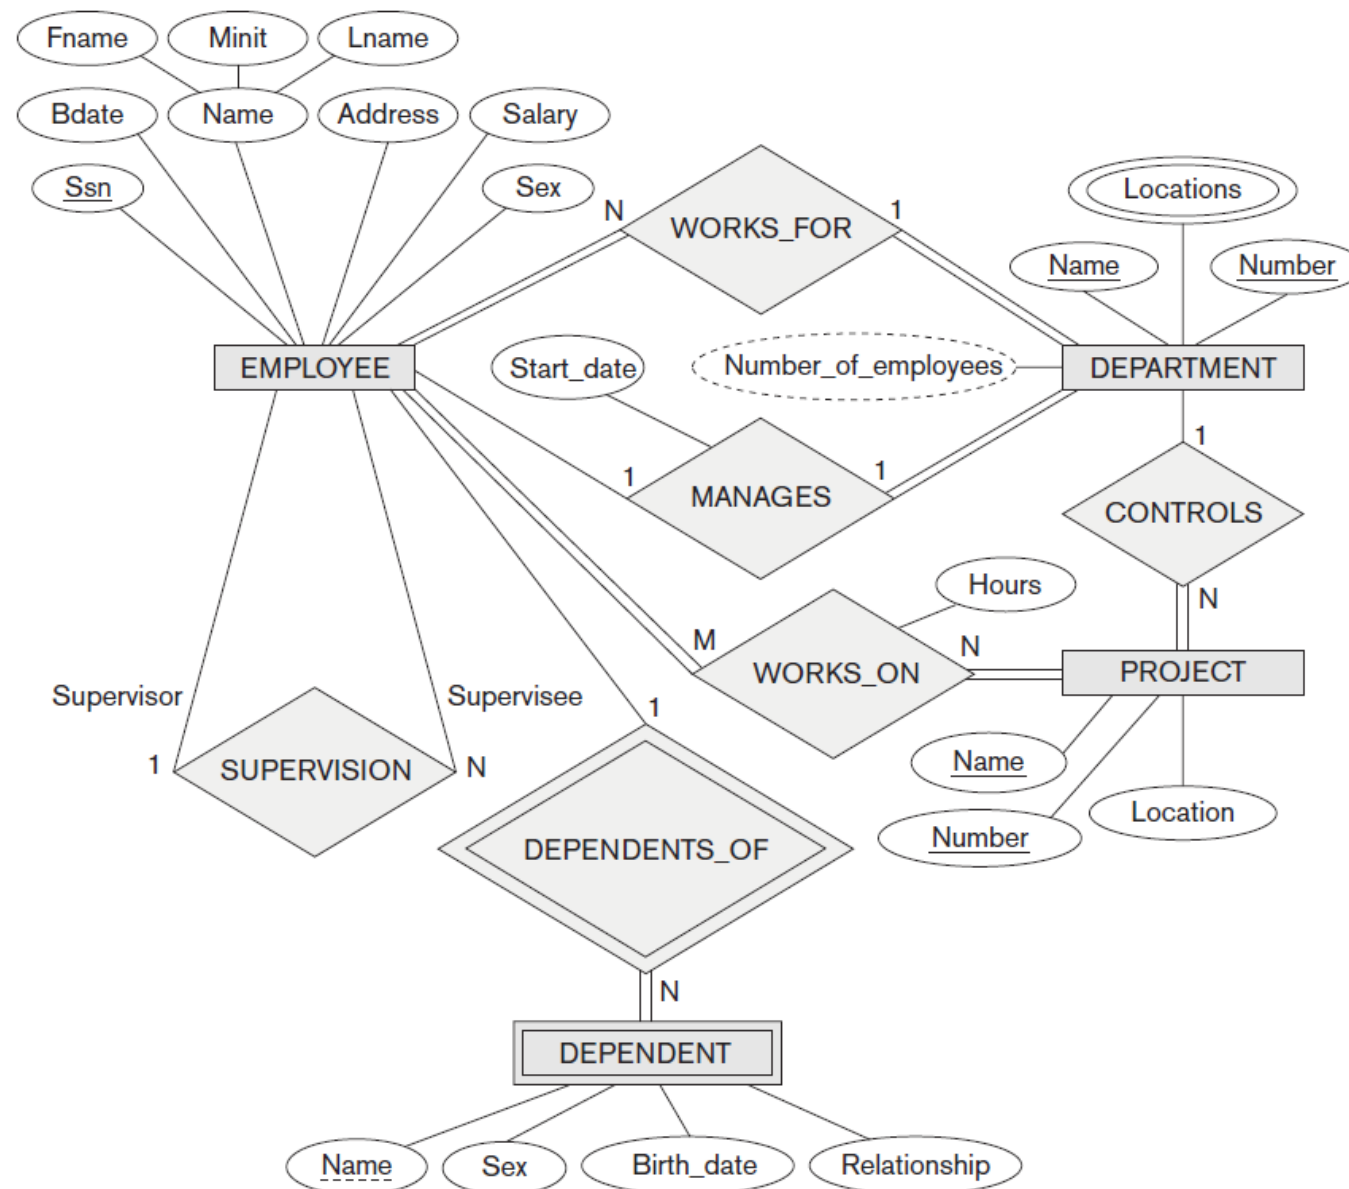 Fname
Minit
Lname
Bdate
Name
Address
Salary
Ssn
Sex
N
WORKS_FOR
1
Locations
Name
Number
EMPLOYEE
Start_date
Number_of_employees
DEPARTMENT
1
MANAGES
1
1
CONTROLS
N
Hours
M
WORKS_ON
N
PROJECT
Supervisor
Supervisee
1
SUPERVISION
N
1
Name
Number
Location
DEPENDENTS_OF
N
DEPENDENT
Name
Sex
Birth_date
Relationship